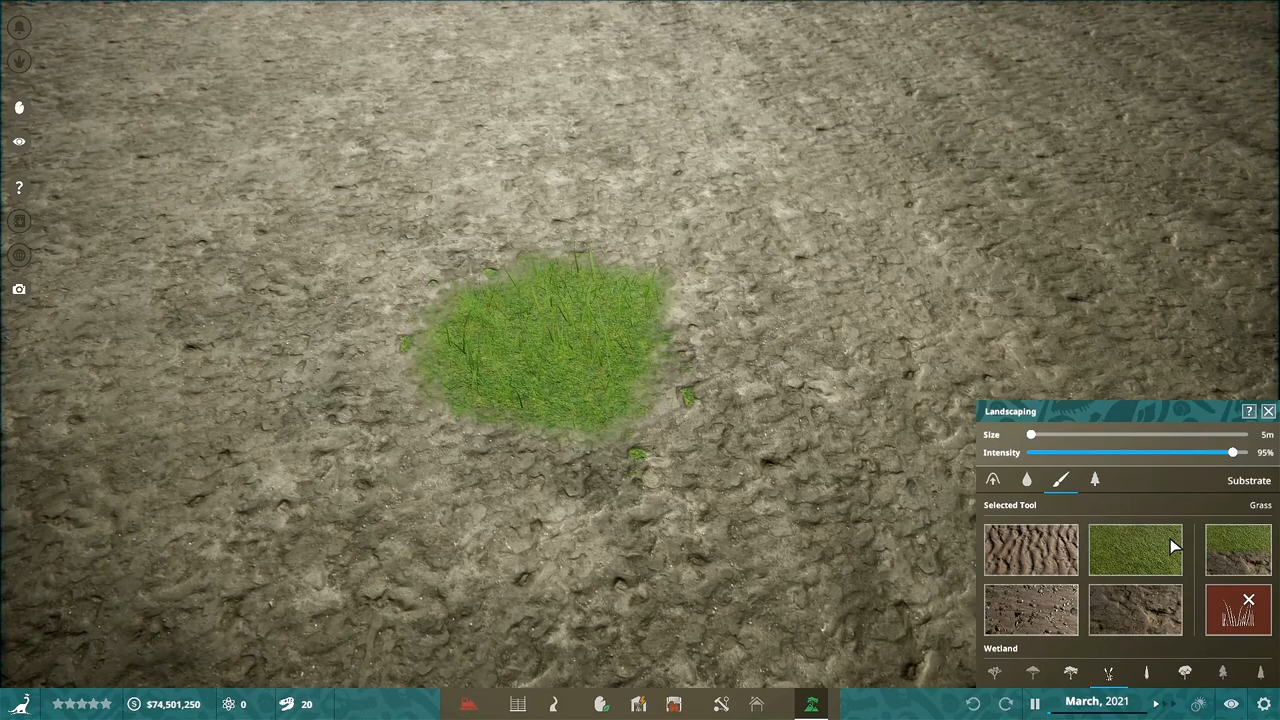 Landscaping ?
Size 5m
Intensity 95%
Substrate
Selected Tool Grass
Wetland
?
$74,501,250 0 20 March, 2021